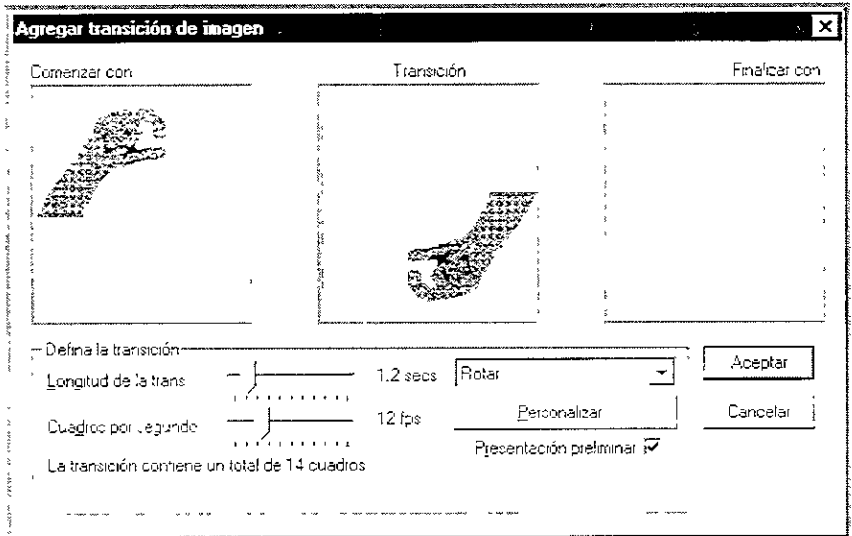 Agregar transición de imagen
Comenzar con
Transición
Finalizar con
Defina la transición
Longitud de la trans
1.2 secs
Rotar
Aceptar
Cuadros por segundo
12 fps
Personalizar
Cancelar
Presentación preliminar
La transición contiene un total de 14 cuadros